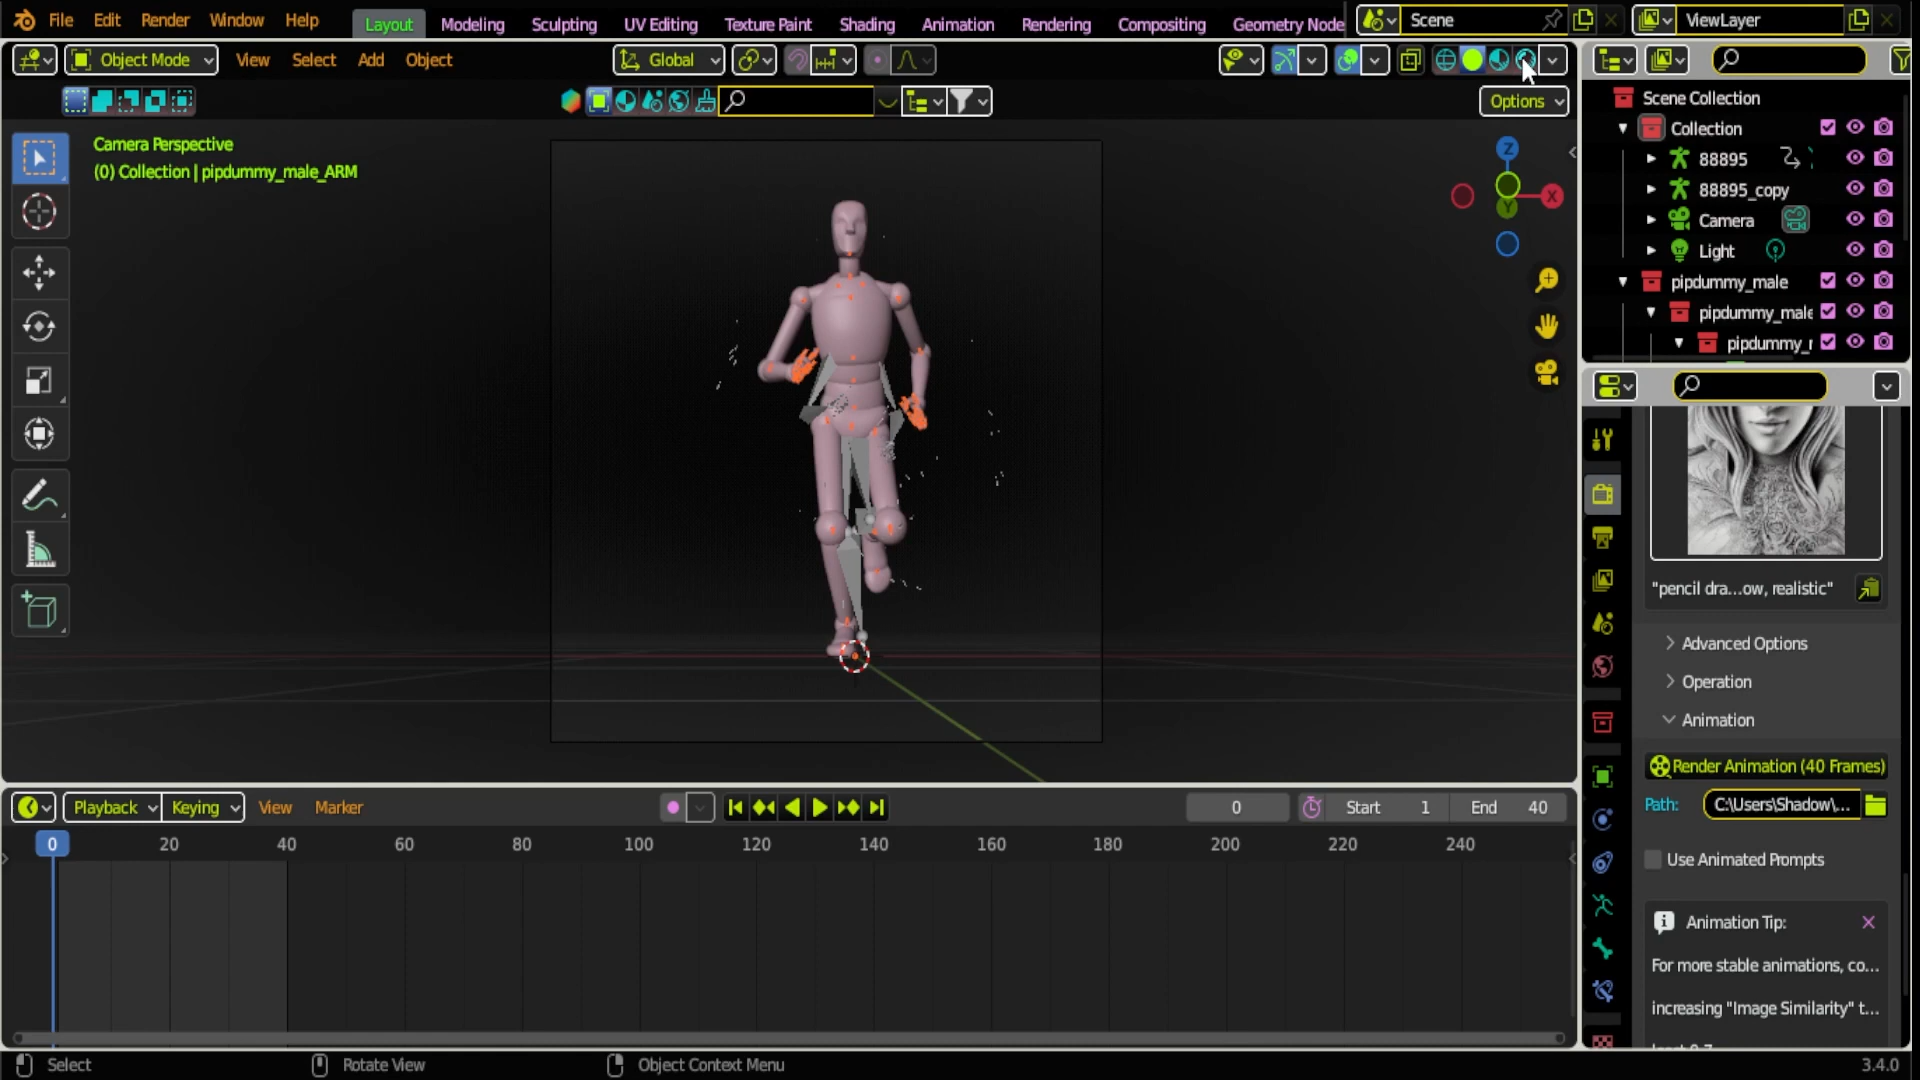 File Edit Render Window Help Layout Modeling Sculpting UV Editing Texture Paint Shading Animation Rendering Compositing Geometry Node Scene ViewLayer
Object Mode View Select Add Object Global
Options
Camera Perspective
(0) Collection | pipdummy_male_ARM
Z
X
Y
Scene Collection
Collection
88895
88895_copy
Camera
Light
pipdummy_male
pipdummy_male
pipdummy_r
"pencil dra...ow, realistic"
Advanced Options
Operation
Animation
Render Animation (40 Frames)
Path: C:\Users\Shadow\...
Use Animated Prompts
Animation Tip:
For more stable animations, co...
increasing "Image Similarity" t...
Playback Keying View Marker 0 Start 1 End 40
0 20 40 60 80 100 120 140 160 180 200 220 240
Select Rotate View Object Context Menu 3.4.0